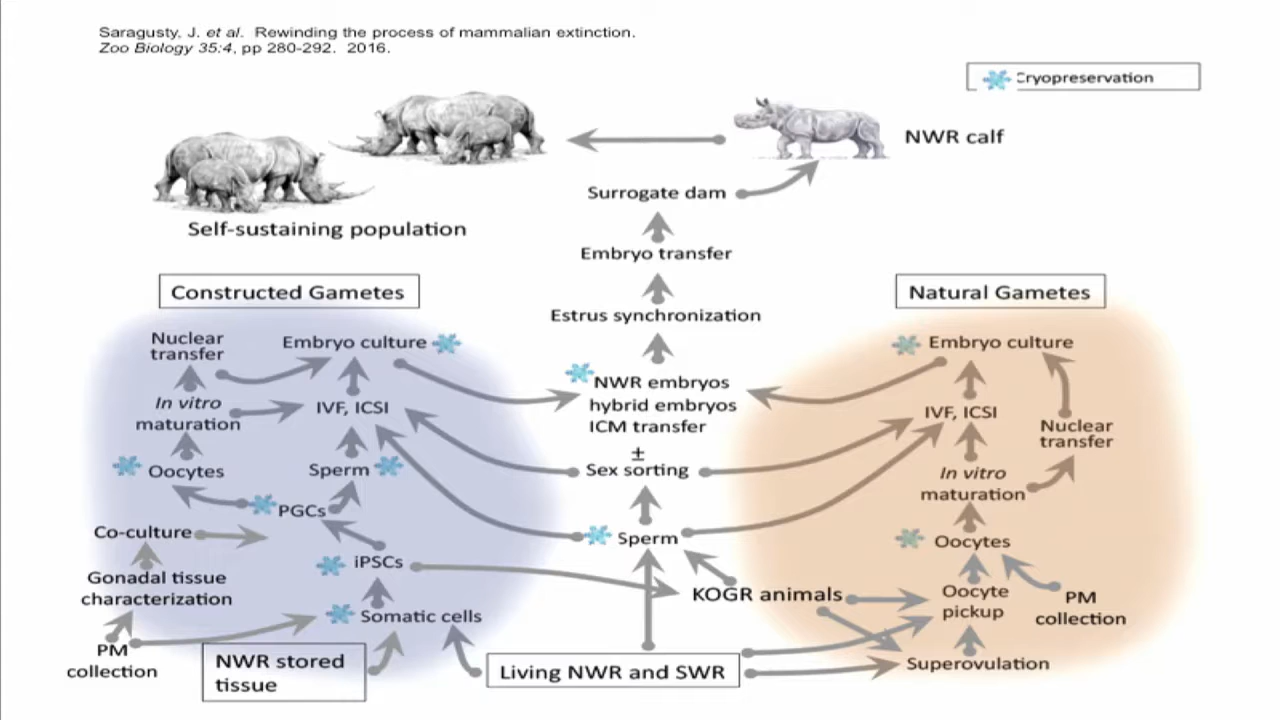 Saragusty, J. et al. Rewinding the process of mammalian extinction.
Zoo Biology 35:4, pp 280-292. 2016.
Cryopreservation
NWR calf
Surrogate dam
Self-sustaining population
Embryo transfer
Constructed Gametes
Natural Gametes
Estrus synchronization
Nuclear
transfer
Embryo culture
Embryo culture
NWR embryos
hybrid embryos
ICM transfer
In vitro
maturation
IVF, ICSI
IVF, ICSI
Nuclear
transfer
±
Sex sorting
Oocytes
Sperm
In vitro
maturation
PGCs
Co-culture
Sperm
Oocytes
iPSCs
Gonadal tissue
characterization
KOGR animals
Oocyte
pickup
PM
collection
Somatic cells
PM
collection
NWR stored
tissue
Living NWR and SWR
Superovulation